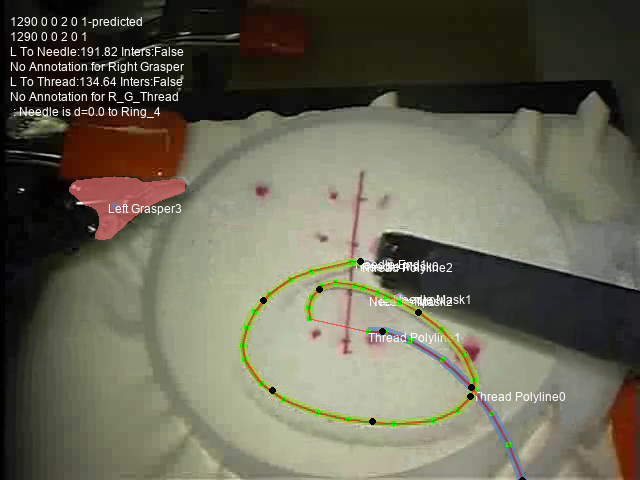 1290 0 0 2 0 1-predicted
1290 0 0 2 0 1
L To Needle:191.82 Inters:False
No Annotation for Right Grasper
L To Thread:134.64 Inters:False
No Annotation for R_G_Thread
: Needle is d=0.0 to Ring_4
Left Grasper3
Thread Polyline1
Thread Polyline0